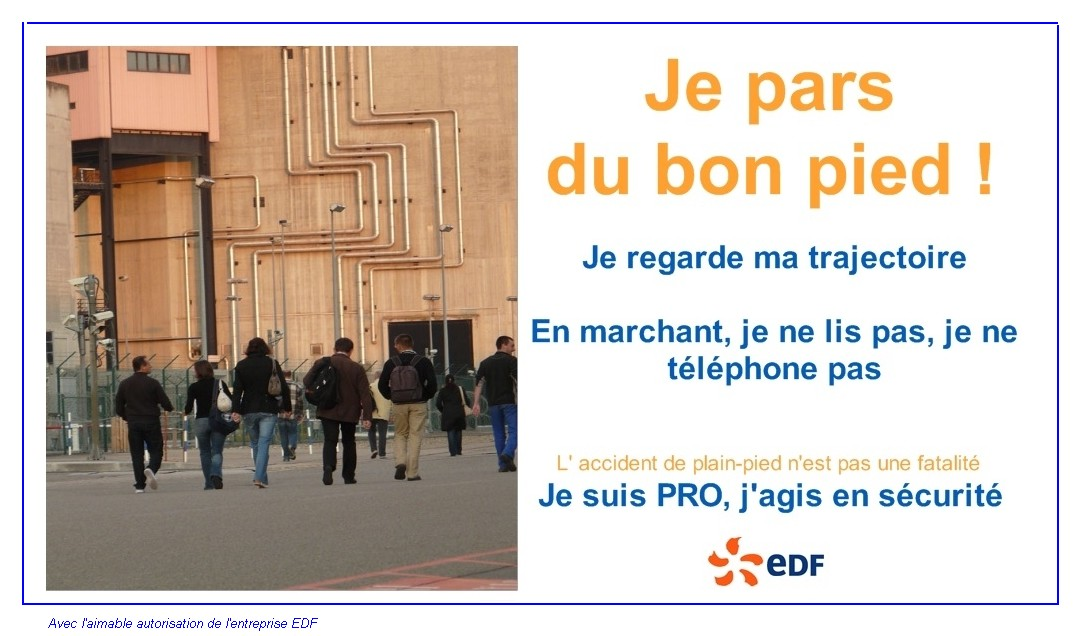 Je pars
du bon pied !
Je regarde ma trajectoire
En marchant, je ne lis pas, je ne
téléphone pas
L' accident de plain-pied n'est pas une fatalité
Je suis PRO, j'agis en sécurité
eDF
Avec l'aimable autorisation de l'entreprise EDF